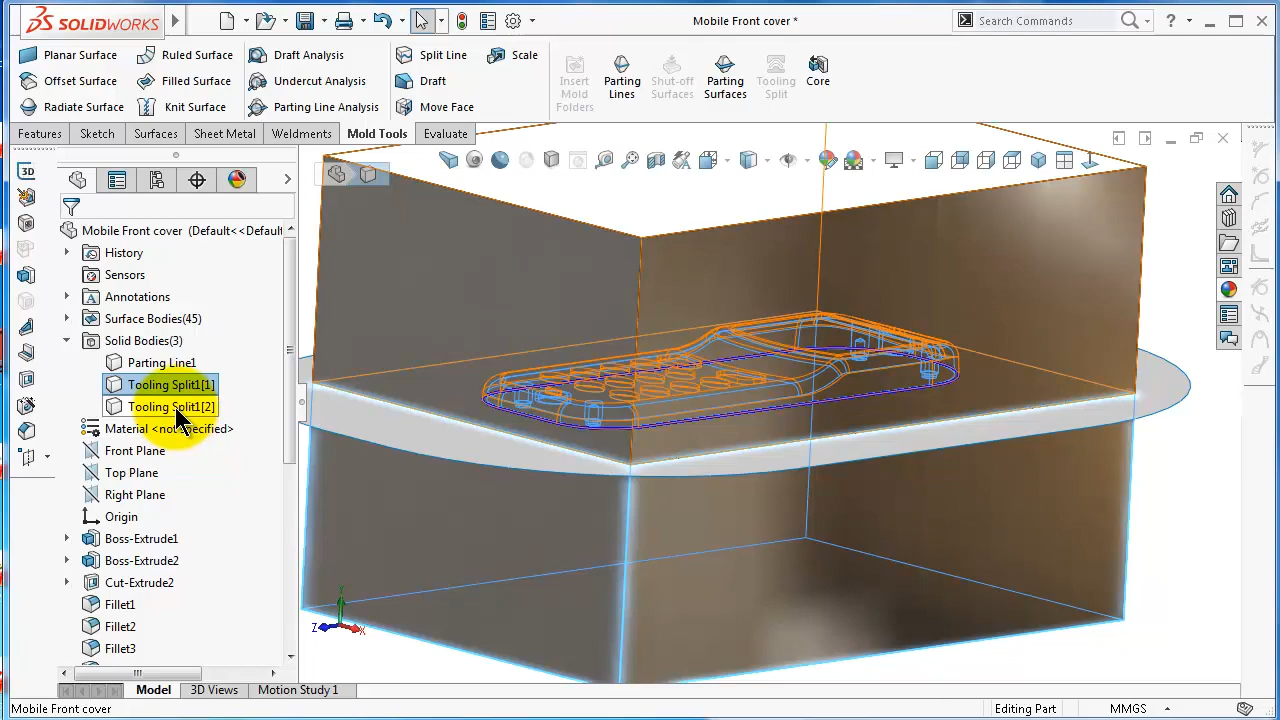 SOLIDWORKS
Mobile Front cover *
Search Commands
Planar Surface
Ruled Surface
Draft Analysis
Split Line
Scale
Offset Surface
Filled Surface
Undercut Analysis
Draft
Radiate Surface
Knit Surface
Parting Line Analysis
Move Face
Insert
Mold
Folders
Parting
Lines
Shut-off
Surfaces
Parting
Surfaces
Tooling
Split
Core
Features
Sketch
Surfaces
Sheet Metal
Weldments
Mold Tools
Evaluate
Mobile Front cover (Default<<Default
History
Sensors
Annotations
Surface Bodies(45)
Solid Bodies(3)
Parting Line1
Tooling Split1[1]
Tooling Split1[2]
Material <not specified>
Front Plane
Top Plane
Right Plane
Origin
Boss-Extrude1
Boss-Extrude2
Cut-Extrude2
Fillet1
Fillet2
Fillet3
Y
Z
X
Model
3D Views
Motion Study 1
Mobile Front cover
Editing Part
MMGS